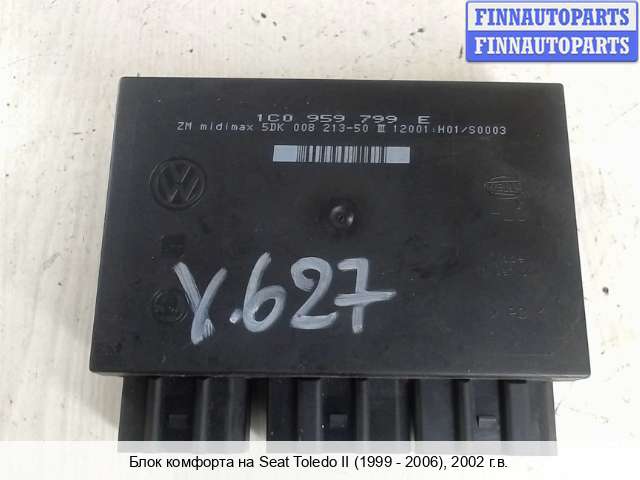 FINNAUTOPARTS
FINNAUTOPARTS
1C0 959 799 E
ZM midimax 5DK 008 213-50 III 12001:H01/S0003
HELLA
Y.627
Блок комфорта на Seat Toledo II (1999 - 2006), 2002 г.в.